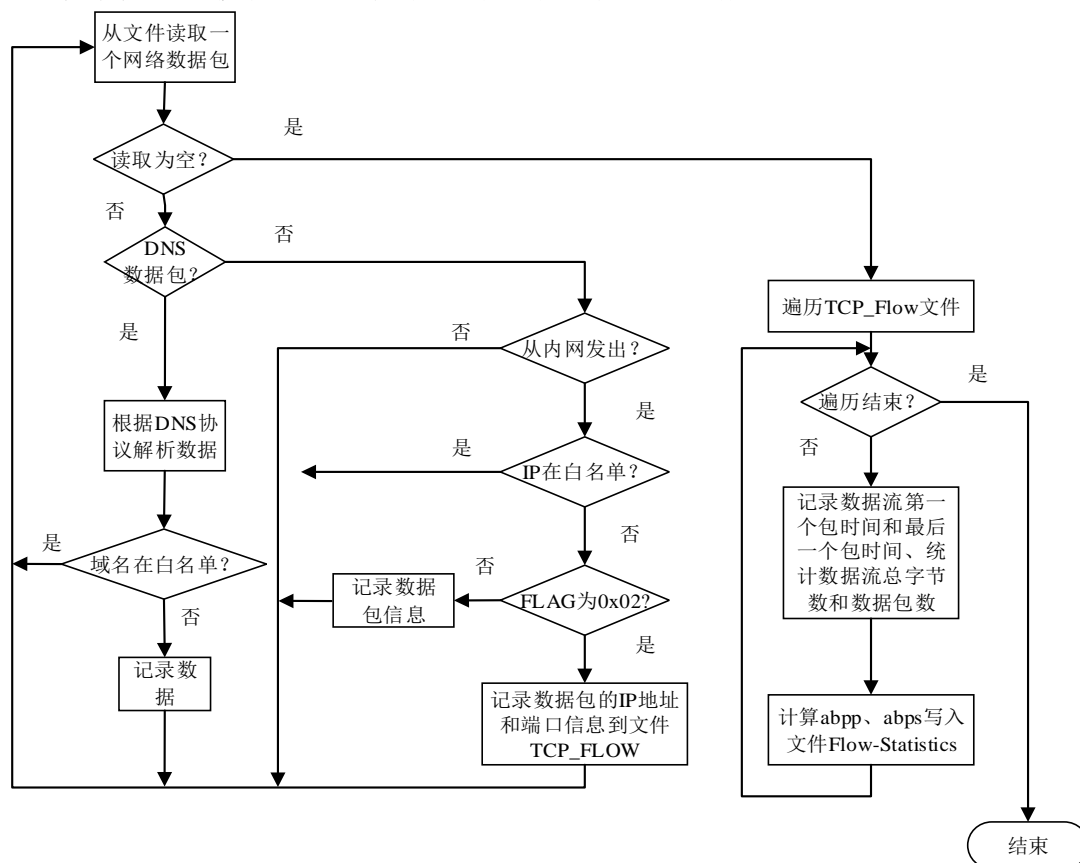 从文件读取一
个网络数据包
是
读取为空？
否
DNS
数据包？
否
是
遍历TCP_Flow文件
否
从内网发出？
是
遍历结束？
是
根据DNS协
议解析数据
是
IP在白名单？
否
否
记录数据流第一
个包时间和最后
一个包时间、统
计数据流总字节
数和数据包数
是
域名在白名单？
否
否
记录数据
包信息
FLAG为0x02?
是
记录数
据
记录数据包的IP地址
和端口信息到文件
TCP_FLOW
计算abpp、abps写入
文件Flow-Statistics
结束